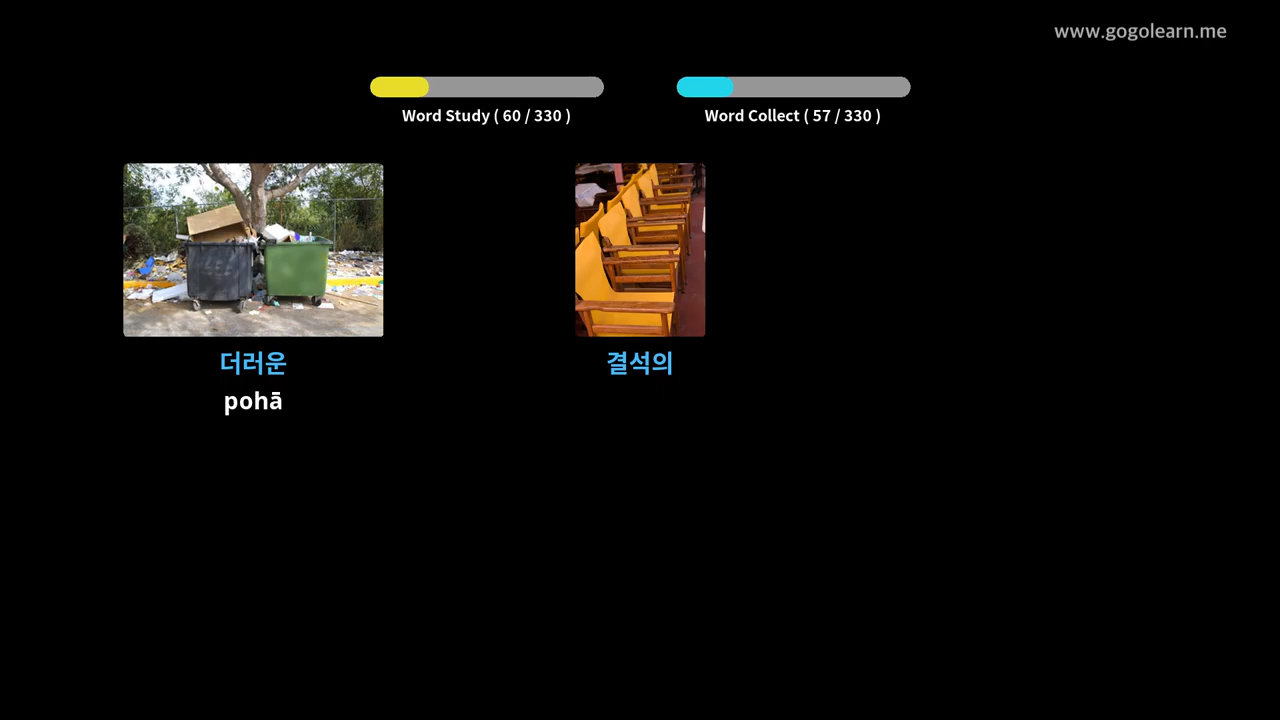 www.gogolearn.me
Word Study ( 60 / 330 )
Word Collect ( 57 / 330 )
더러운
pohā
결석의